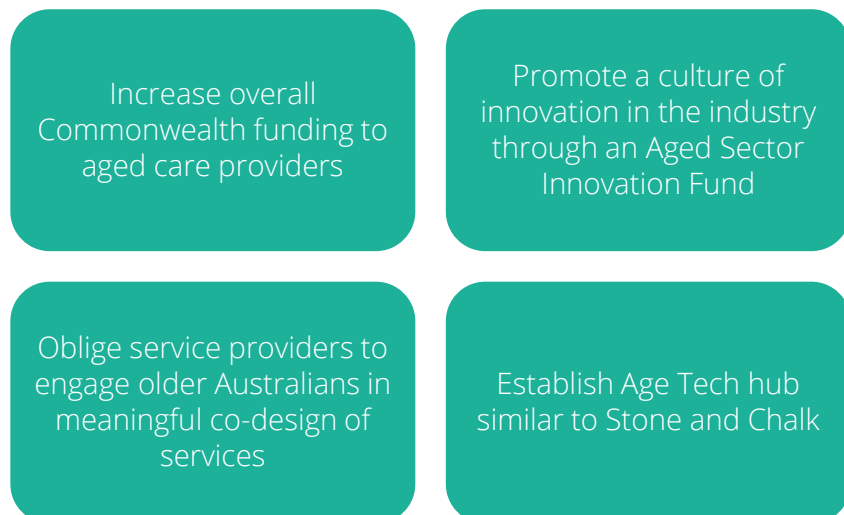 Increase overall
Commonwealth funding to
aged care providers
Promote a culture of
innovation in the industry
through an Aged Sector
Innovation Fund
Oblige service providers to
engage older Australians in
meaningful co-design of
services
Establish Age Tech hub
similar to Stone and Chalk